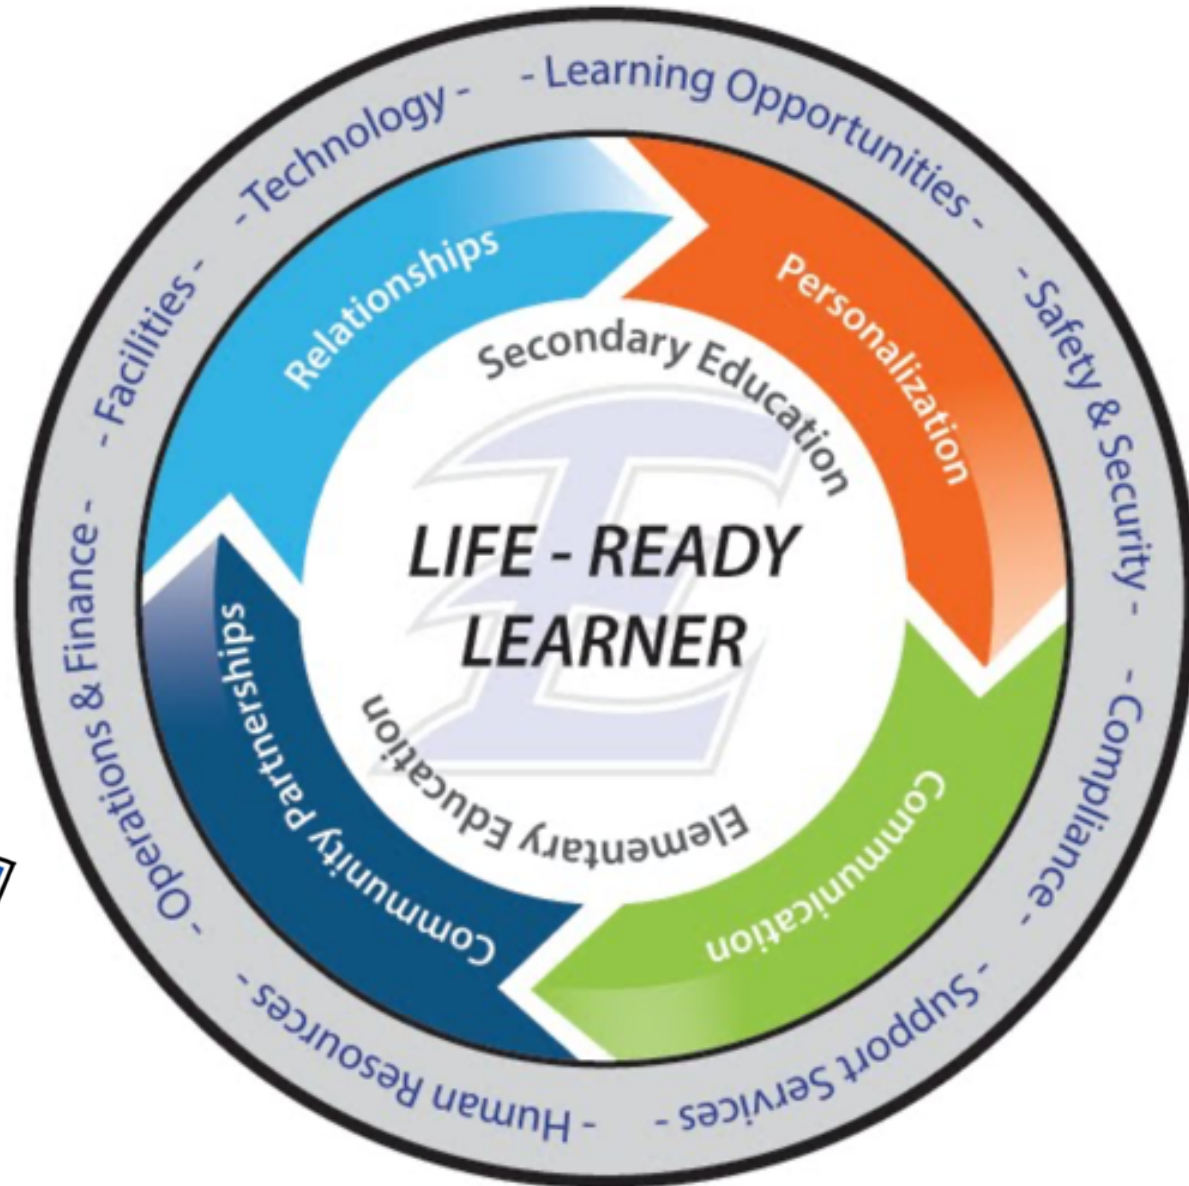 - Learning Opportunities -
- Safety & Security -
- Compliance -
- Support Services -
- Human Resources -
- Operations & Finance -
- Facilities -
- Technology -
Relationships
Personalization
Communication
Community Partnerships
Secondary Education
LIFE - READY
LEARNER
Elementary Education
E